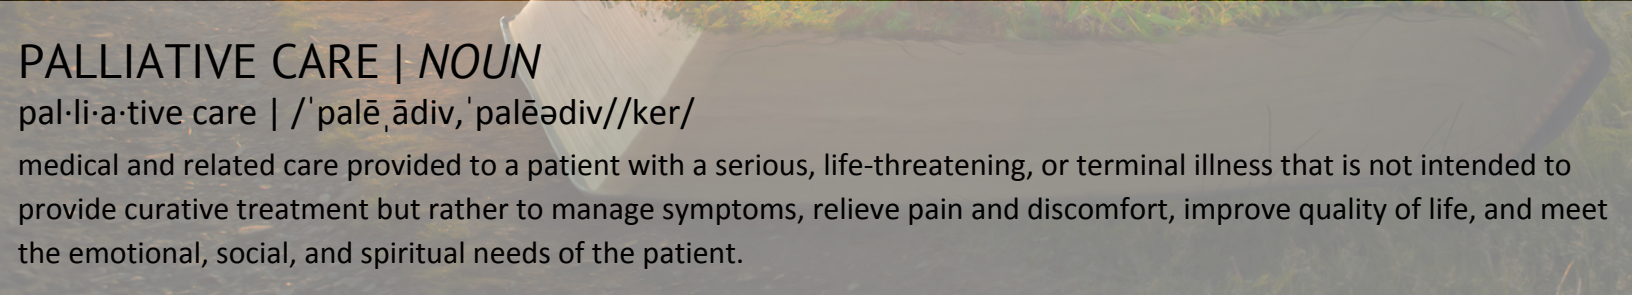 PALLIATIVE CARE | NOUN
pal·li·a·tive care | /ˈpalēˌādiv,ˈpalēədiv//ker/
medical and related care provided to a patient with a serious, life-threatening, or terminal illness that is not intended to
provide curative treatment but rather to manage symptoms, relieve pain and discomfort, improve quality of life, and meet
the emotional, social, and spiritual needs of the patient.